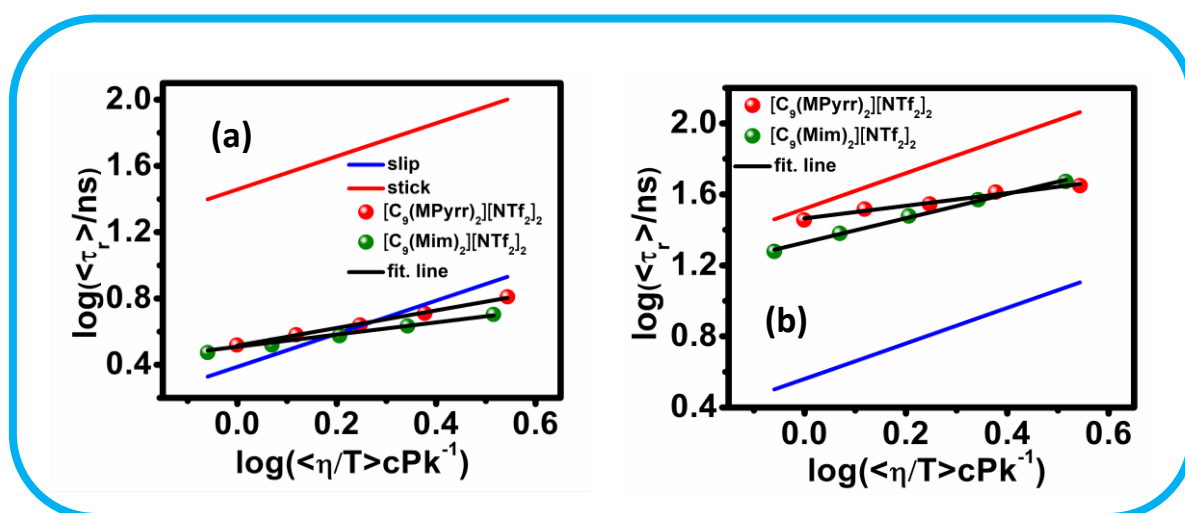 (a)
log(<τr>/ns)
2.0
1.6
1.2
0.8
0.4
slip
stick
[C9(MPyrr)2][NTf2]2
[C9(Mim)2][NTf2]2
fit. line
0.0 0.2 0.4 0.6
log(<η/T>cPk-1)
[C9(MPyrr)2][NTf2]2
[C9(Mim)2][NTf2]2
fit. line
log(<τr>/ns)
2.0
1.6
1.2
0.8
0.4
(b)
0.0 0.2 0.4 0.6
log(<η/T>cPk-1)